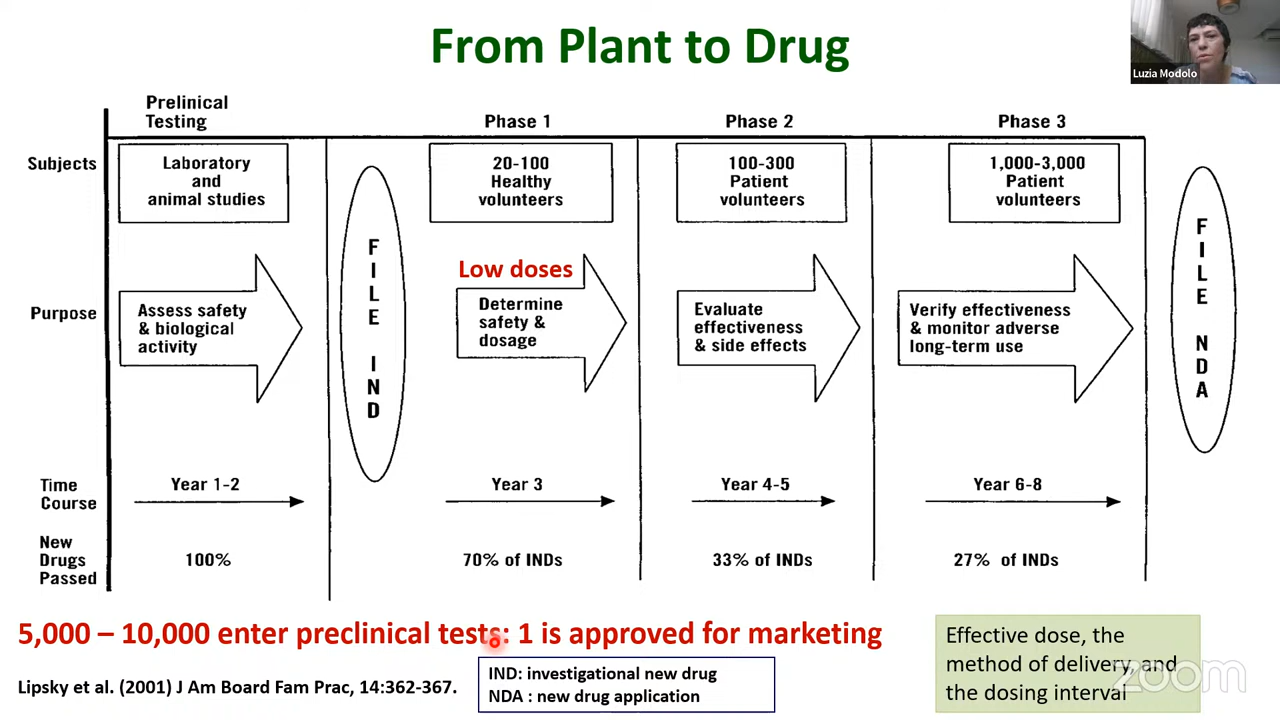 From Plant to Drug
Luzia Modolo
Prelinical
Testing
Phase 1
Phase 2
Phase 3
Subjects
Laboratory
and
animal studies
20-100
Healthy
volunteers
100-300
Patient
volunteers
1,000-3,000
Patient
volunteers
FILE IND
FILE NDA
Low doses
Purpose
Assess safety
& biological
activity
Determine
safety &
dosage
Evaluate
effectiveness
& side effects
Verify effectiveness
& monitor adverse
long-term use
Time
Course
Year 1-2
Year 3
Year 4-5
Year 6-8
New
Drugs
Passed
100%
70% of INDs
33% of INDs
27% of INDs
5,000 – 10,000 enter preclinical tests: 1 is approved for marketing
Lipsky et al. (2001) J Am Board Fam Prac, 14:362-367.
IND: investigational new drug
NDA : new drug application
Effective dose, the
method of delivery, and
the dosing interval
zoom